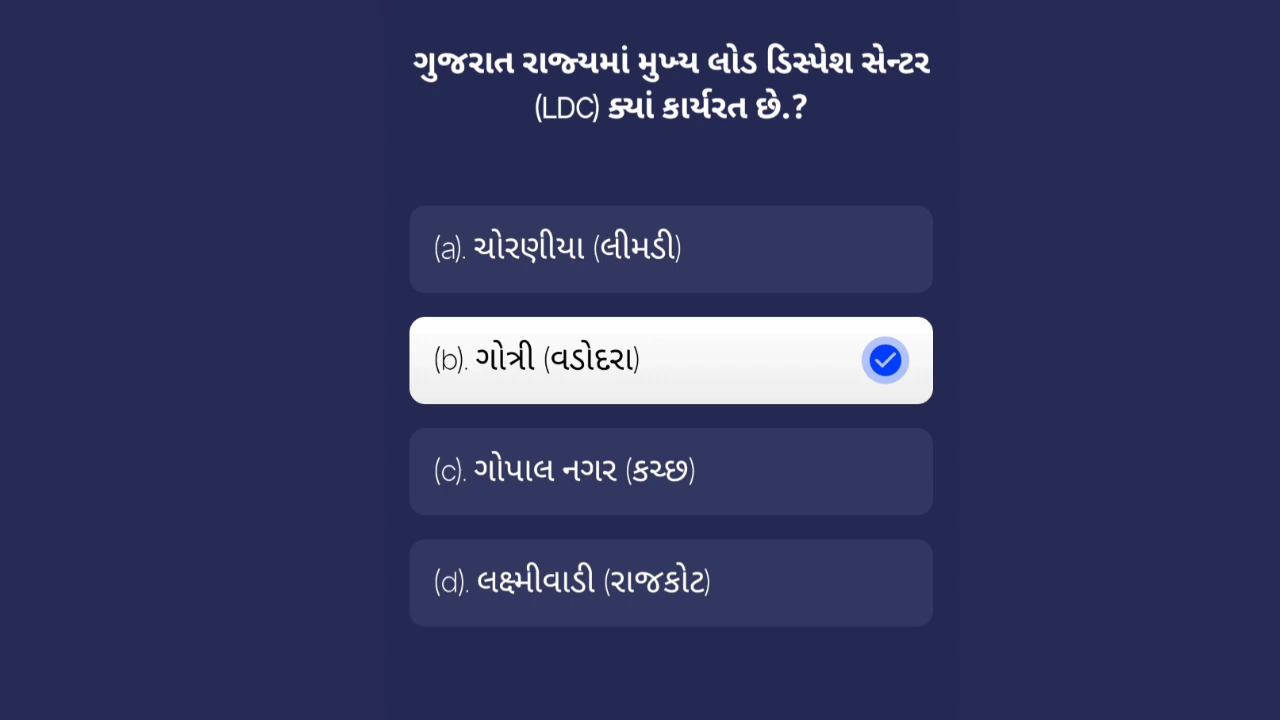 ગુજરાત રાજ્યમાં મુખ્ય લોડ ડિસ્પેશ સેન્ટર
(LDC) ક્યાં કાર્યરત છે.?
(a). ચોરણીયા (લીમડી)
(b). ગોત્રી (વડોદરા)
(c). ગોપાલ નગર (કચ્છ)
(d). લક્ષ્મીવાડી (રાજકોટ)